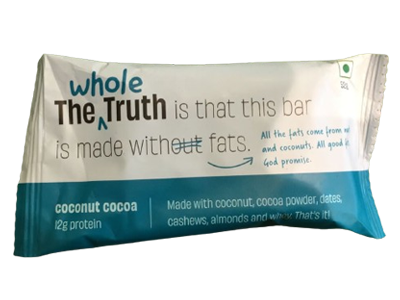 whole
The Truth is that this bar
is made without fats.
All the fats come from
and coconuts. All good
God promise.
coconut cocoa
12g protein
Made with coconut, cocoa powder, dates,
cashews, almonds and whey. That's it!